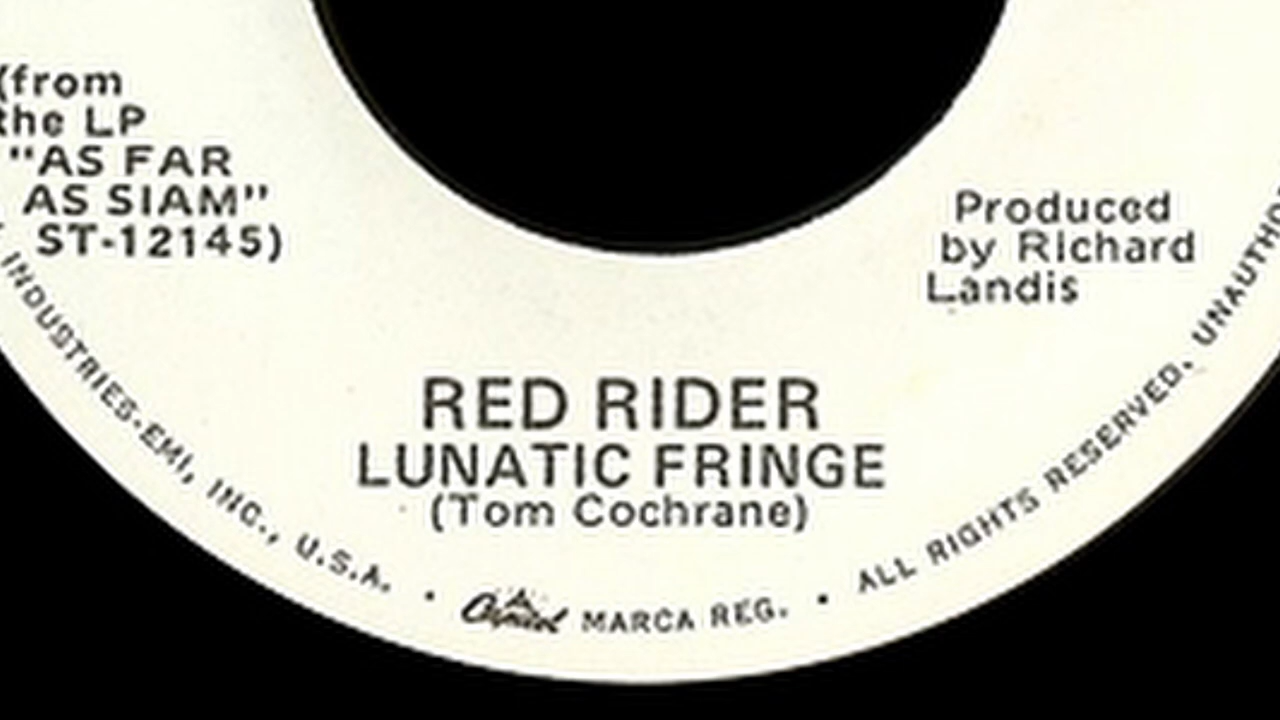 (from
the LP
"AS FAR
AS SIAM"
ST-12145)
Produced
by Richard
Landis
RED RIDER
LUNATIC FRINGE
(Tom Cochrane)
INDUSTRIES-EMI, INC., U.S.A. • Capitol MARCA REG. • ALL RIGHTS RESERVED.